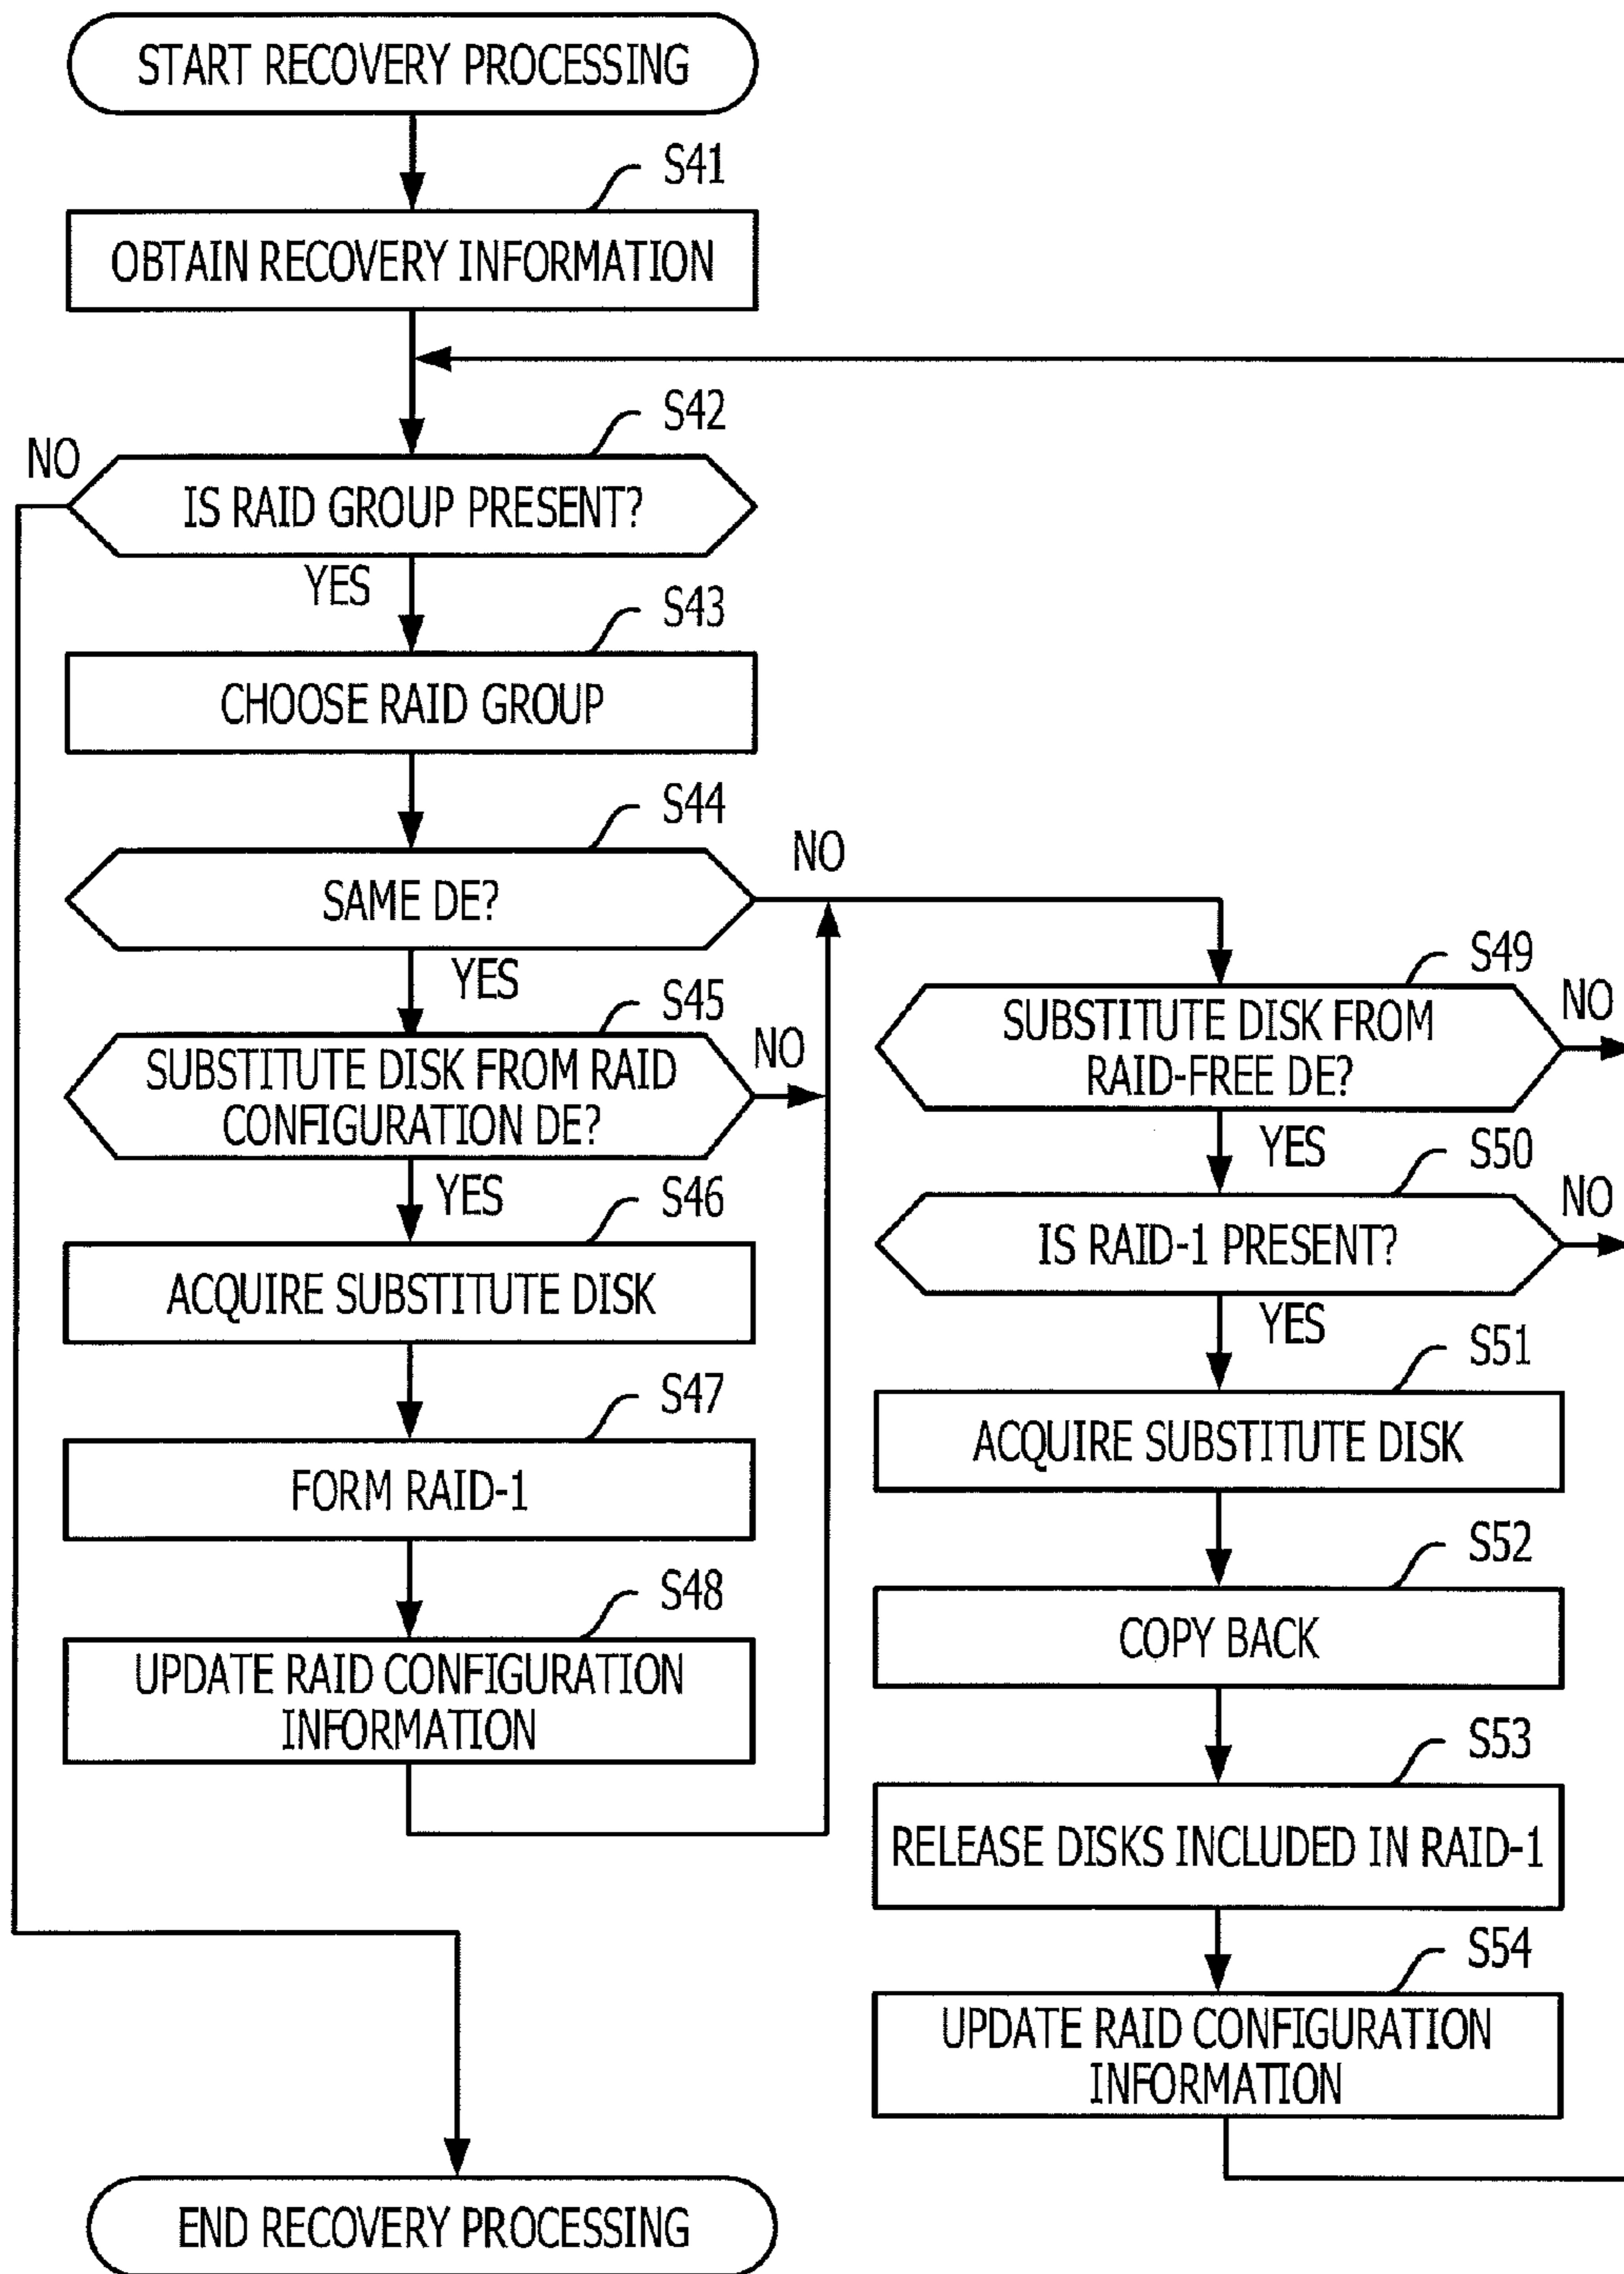 START RECOVERY PROCESSING
S41
OBTAIN RECOVERY INFORMATION
S42
NO
IS RAID GROUP PRESENT?
YES
S43
CHOOSE RAID GROUP
S44
NO
SAME DE?
YES
S45
NO
SUBSTITUTE DISK FROM RAID
CONFIGURATION DE?
YES
S46
ACQUIRE SUBSTITUTE DISK
S47
FORM RAID-1
S48
UPDATE RAID CONFIGURATION
INFORMATION
S49
NO
SUBSTITUTE DISK FROM
RAID-FREE DE?
YES
S50
NO
IS RAID-1 PRESENT?
YES
S51
ACQUIRE SUBSTITUTE DISK
S52
COPY BACK
S53
RELEASE DISKS INCLUDED IN RAID-1
S54
UPDATE RAID CONFIGURATION
INFORMATION
END RECOVERY PROCESSING